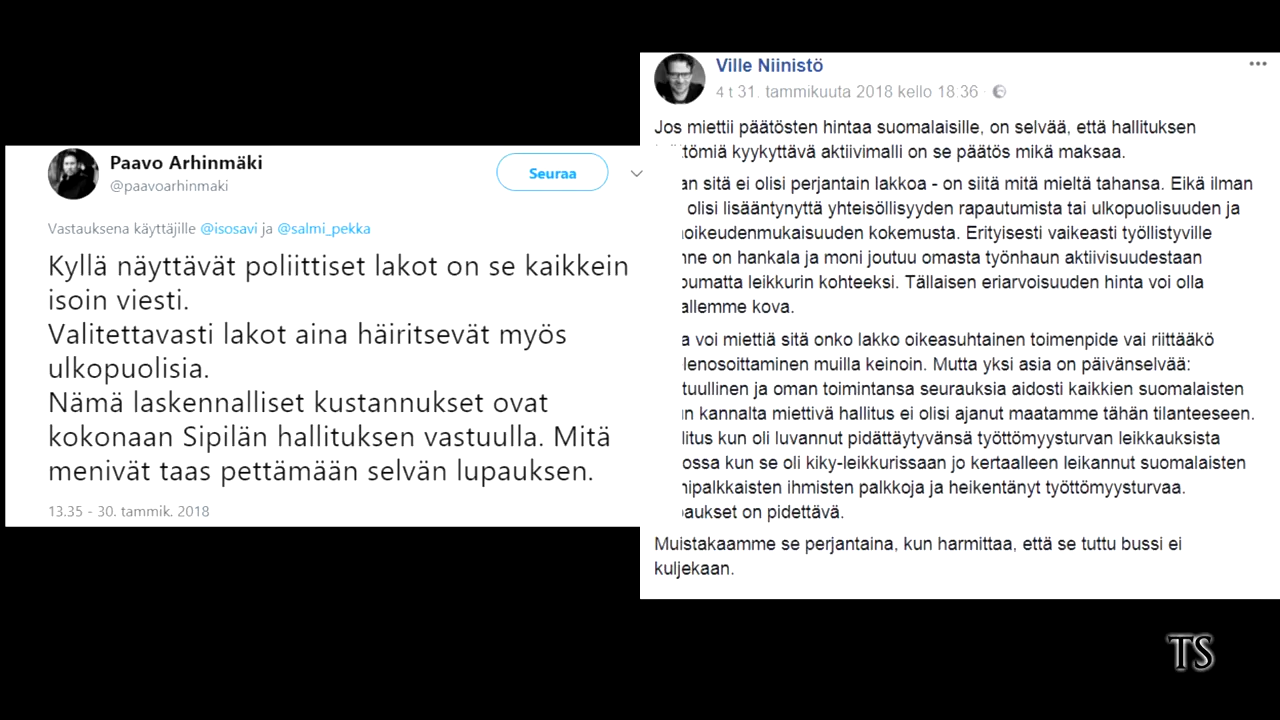 Paavo Arhinmäki
@paavoarhinmaki
Seuraa
Vastauksena käyttäjille @isosavi ja @salmi_pekka
Kyllä näyttävät poliittiset lakot on se kaikkein
isoin viesti.
Valitettavasti lakot aina häiritsevät myös
ulkopuolisia.
Nämä laskennalliset kustannukset ovat
kokonaan Sipilän hallituksen vastuulla. Mitä
menivät taas pettämään selvän lupauksen.
13.35 - 30. tammik. 2018
Ville Niinistö
4 t 31. tammikuuta 2018 kello 18:36
Jos miettii päätösten hintaa suomalaisille, on selvää, että hallituksen
kyykyttävä aktiivimalli on se päätös mikä maksaa.
sitä ei olisi perjantain lakkoa - on siitä mitä mieltä tahansa. Eikä ilman
olisi lisääntynyttä yhteisöllisyyden rapautumista tai ulkopuolisuuden ja
kokemusta. Erityisesti vaikeasti työllistyville
on hankala ja moni joutuu omasta työnhaun aktiivisuudestaan
leikkurin kohteeksi. Tällaisen eriarvoisuuden hinta voi olla
kova.
voi miettiä sitä onko lakko oikeasuhtainen toimenpide vai riittääkö
muilla keinoin. Mutta yksi asia on päivänselvää:
ja oman toimintansa seurauksia aidosti kaikkien suomalaisten
kannalta miettivä hallitus ei olisi ajanut maatamme tähän tilanteeseen.
kun oli luvannut pidättäytyvänsä työttömyysturvan leikkauksista
kun se oli kiky-leikkurissaan jo kertaalleen leikannut suomalaisten
ihmisten palkkoja ja heikentänyt työttömyysturvaa.
on pidettävä.
Muistakaamme se perjantaina, kun harmittaa, että se tuttu bussi ei
kuljekaan.
TS